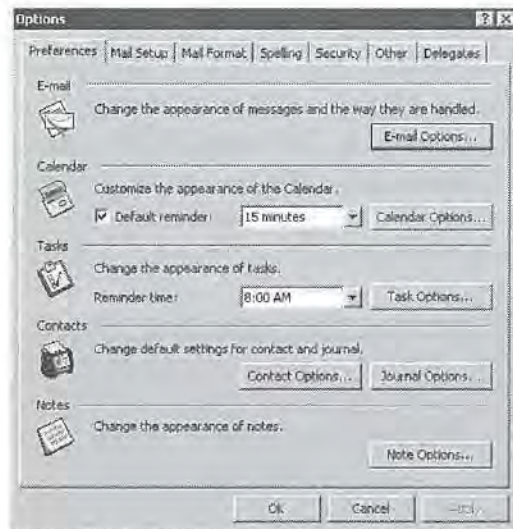 Options
Preferences Mail Setup Mail Format Spelling Security Other Delegates
E-mail
Change the appearance of messages and the way they are handled.
E-mail Options...
Calendar
Customize the appearance of the Calendar.
Default reminder: 15 minutes Calendar Options...
Tasks
Change the appearance of tasks.
Reminder time: 8:00 AM Task Options...
Contacts
Change default settings for contact and journal.
Contact Options... Journal Options...
Notes
Change the appearance of notes.
Note Options...
OK Cancel